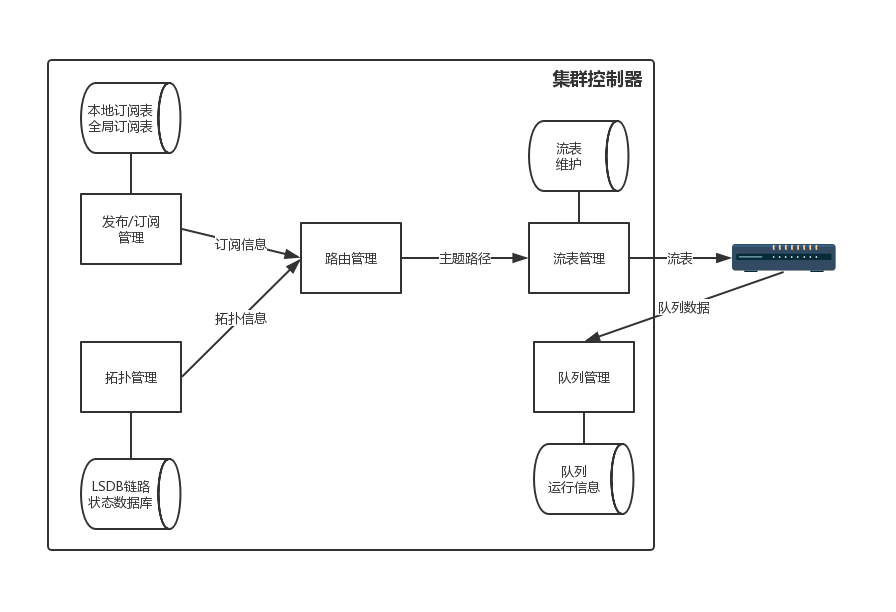 集群控制器
本地订阅表
全局订阅表
流表
维护
发布/订阅
管理
订阅信息
路由管理
主题路径
流表管理
流表
拓扑信息
队列数据
拓扑管理
队列管理
LSDB链路
状态数据库
队列
运行信息